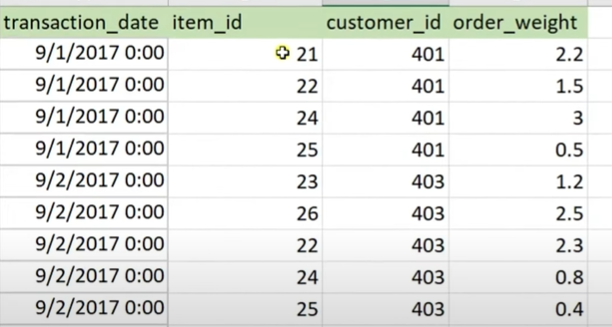 transaction_date item_id customer_id order_weight
9/1/2017 0:00 21 401 2.2
9/1/2017 0:00 22 401 1.5
9/1/2017 0:00 24 401 3
9/1/2017 0:00 25 401 0.5
9/2/2017 0:00 23 403 1.2
9/2/2017 0:00 26 403 2.5
9/2/2017 0:00 22 403 2.3
9/2/2017 0:00 24 403 0.8
9/2/2017 0:00 25 403 0.4